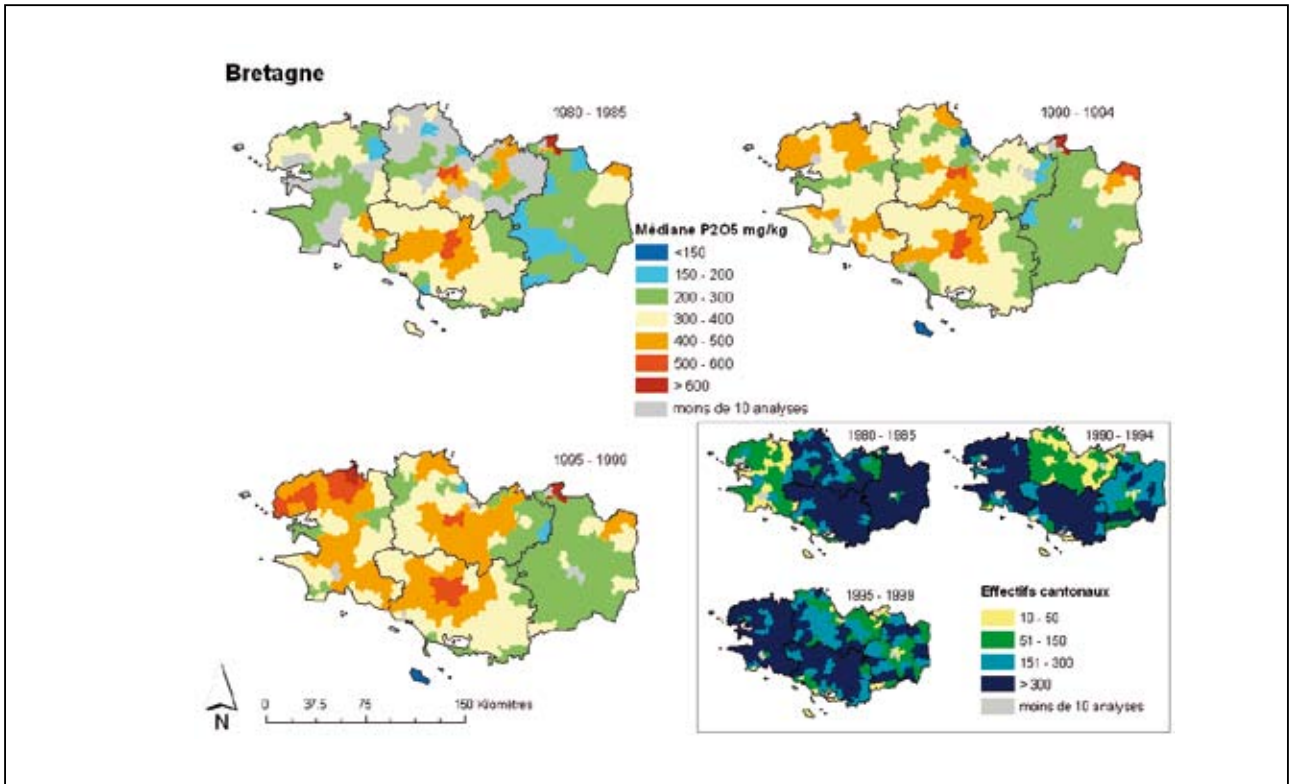 Bretagne
1980 - 1985
1990 - 1994
Médiane P2O5 mg/kg
<150
150 - 200
200 - 300
300 - 400
400 - 500
500 - 600
> 600
moins de 10 analyses
1995 - 1999
N
0 37.5 75 150 Kilomètres
1980 - 1985
1990 - 1994
1995 - 1999
Effectifs cantonaux
10 - 50
51 - 150
151 - 300
> 300
moins de 10 analyses